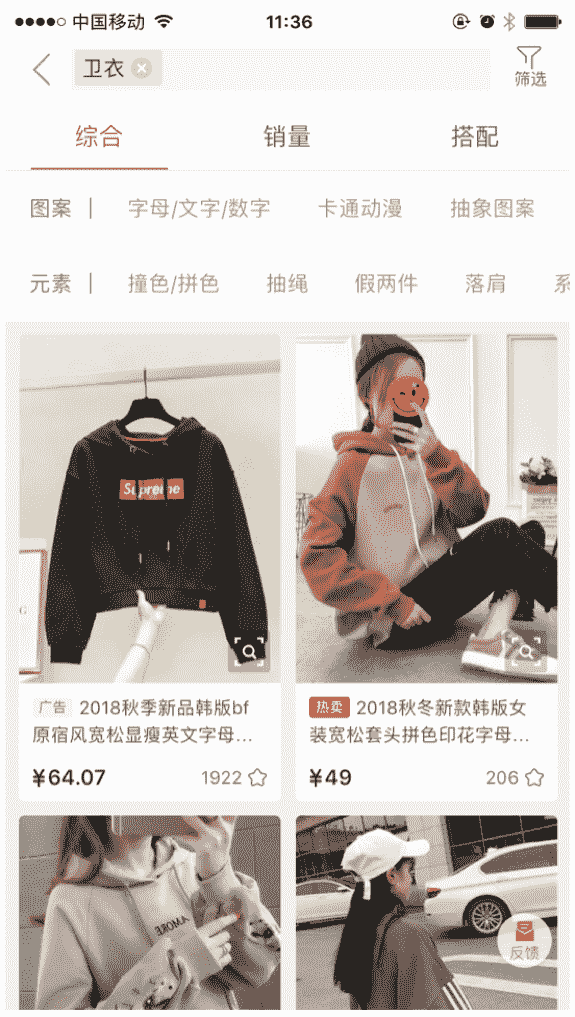 中国移动 11:36
卫衣
筛选
综合 销量 搭配
图案 | 字母/文字/数字 卡通动漫 抽象图案
元素 | 撞色/拼色 抽绳 假两件 落肩 系
Supreme
广告 2018秋季新品韩版bf
原宿风宽松显瘦英文字母...
¥64.07 1922
热卖 2018秋冬新款韩版女
装宽松套头拼色印花字母...
¥49 206
反馈